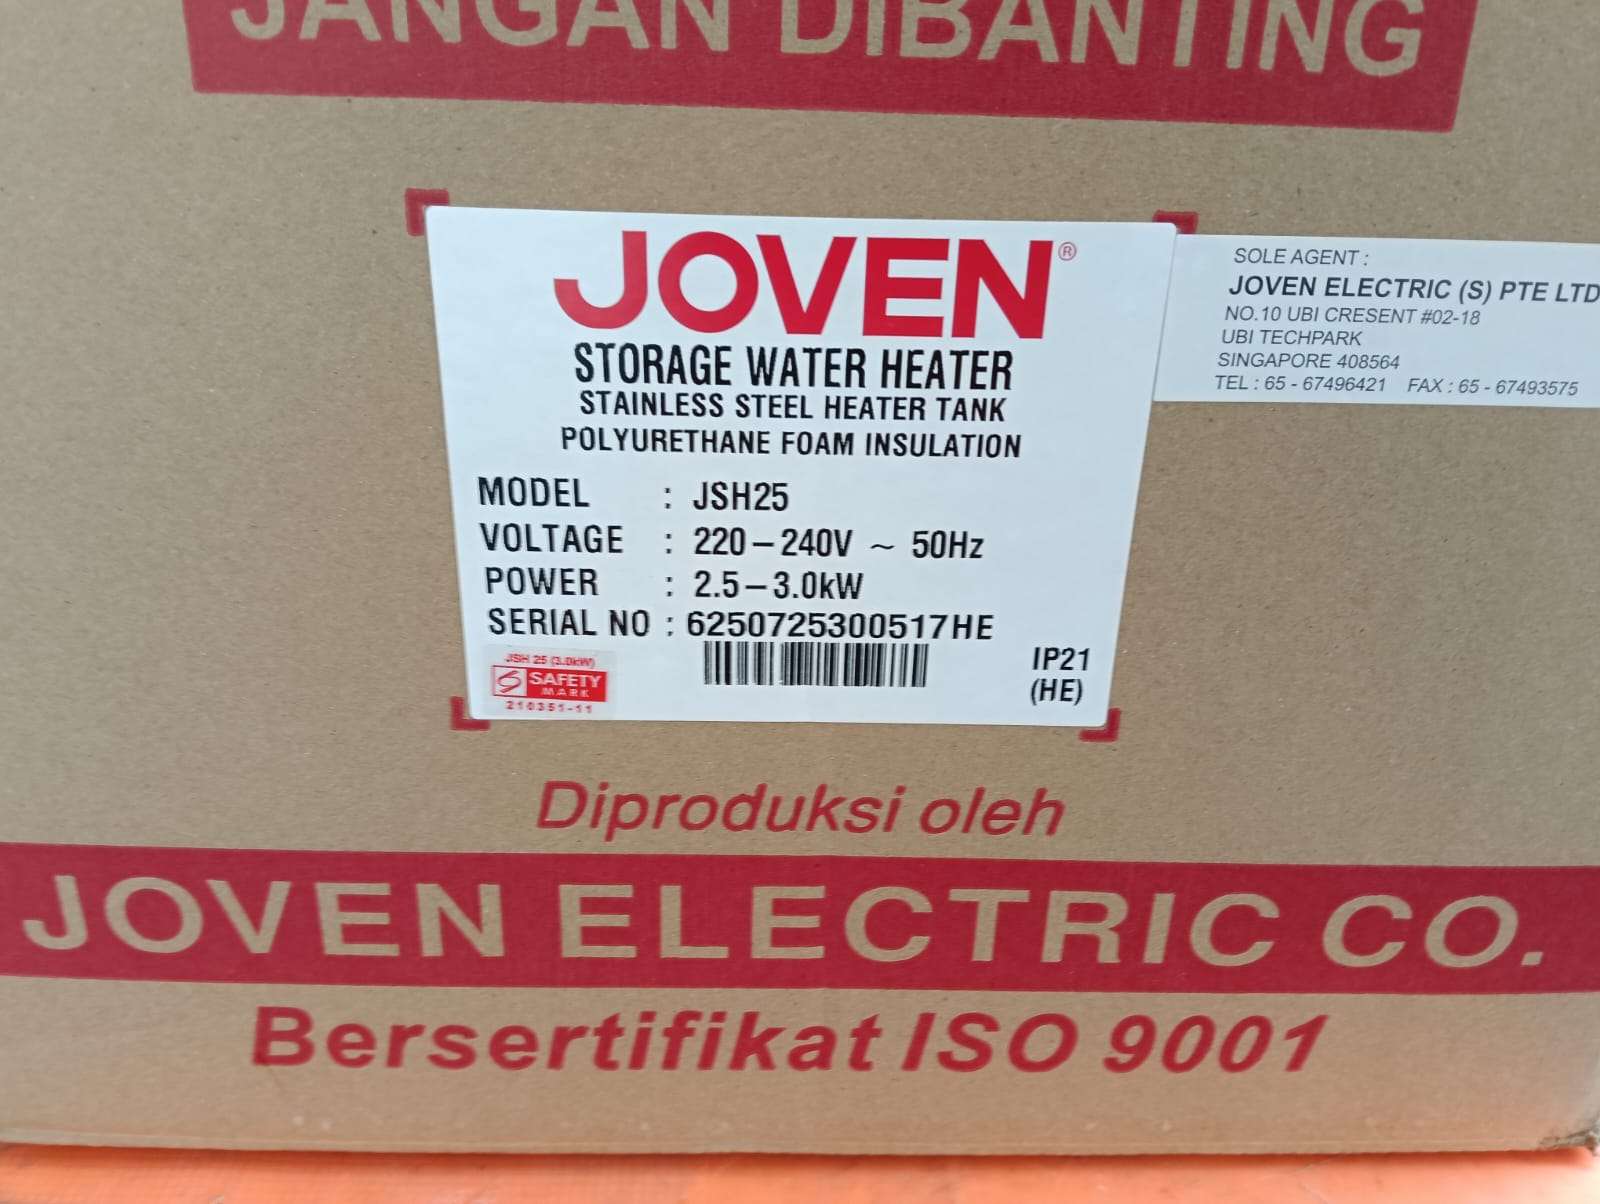 JANGAN DIBANTING
JOVEN®
STORAGE WATER HEATER
STAINLESS STEEL HEATER TANK
POLYURETHANE FOAM INSULATION
MODEL : JSH25
VOLTAGE : 220-240V ~ 50Hz
POWER : 2.5-3.0kW
SERIAL NO : 6250725300517HE
JSH 25 (3.0kW)
SAFETY
MARK
210351-11
IP21
(HE)
SOLE AGENT :
JOVEN ELECTRIC (S) PTE LTD
NO.10 UBI CRESENT #02-18
UBI TECHPARK
SINGAPORE 408564
TEL : 65 - 67496421 FAX : 65 - 67493575
Diproduksi oleh
JOVEN ELECTRIC CO.
Bersertifikat ISO 9001